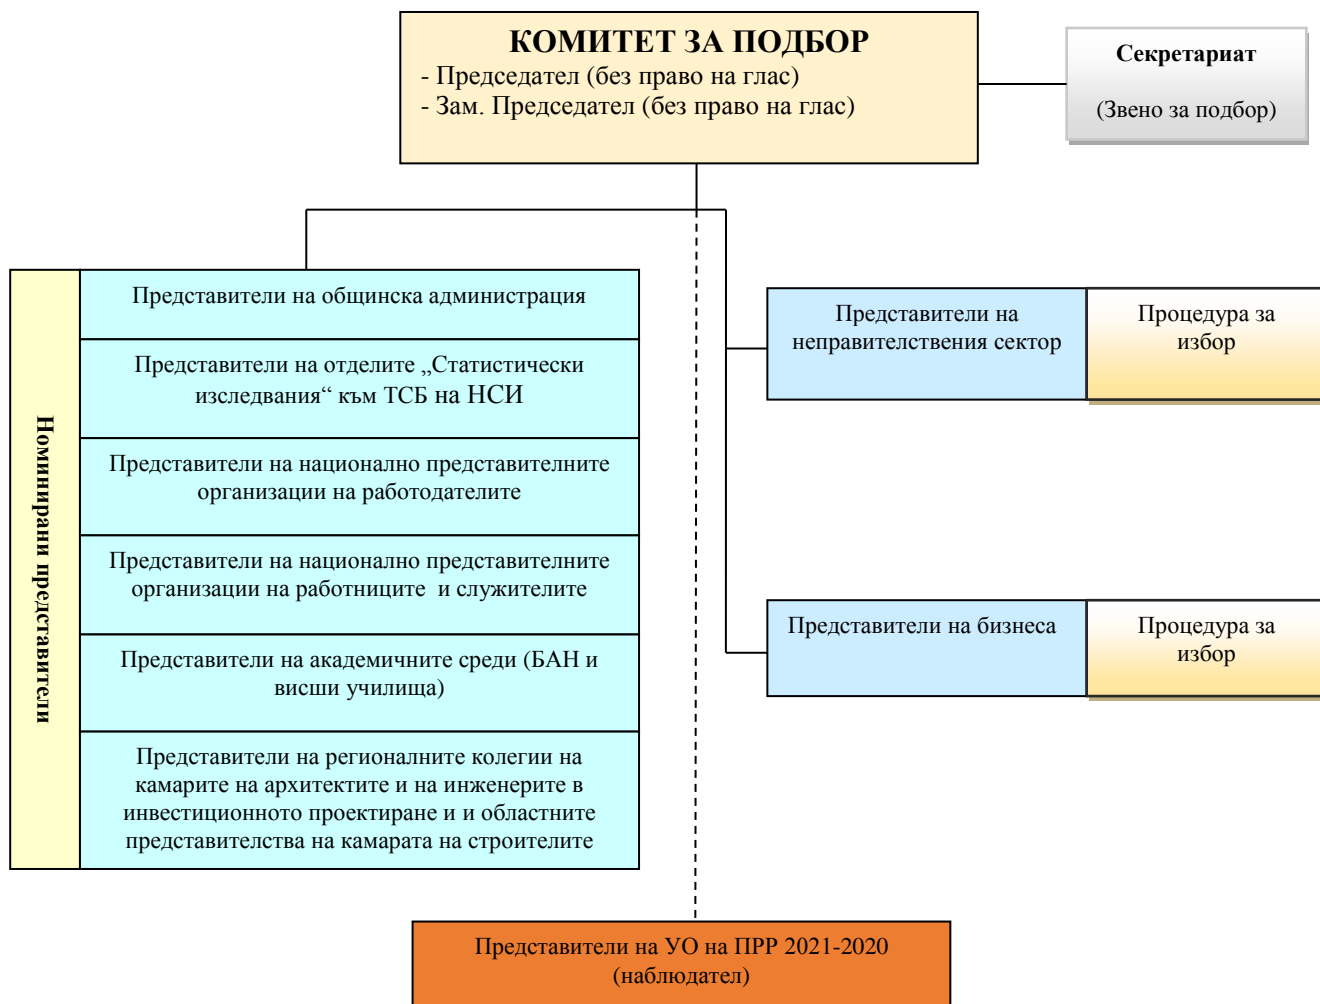 КОМИТЕТ ЗА ПОДБОР
- Председател (без право на глас)
- Зам. Председател (без право на глас)
Секретариат
(Звено за подбор)
Номинирани представители
Представители на общинска администрация
Представители на отделите „Статистически
изследвания“ към ТСБ на НСИ
Представители на национално представителните
организации на работодателите
Представители на национално представителните
организации на работниците и служителите
Представители на академичните среди (БАН и
висши училища)
Представители на регионалните колегии на
камарите на архитектите и на инженерите в
инвестиционното проектиране и и областните
представителства на камарата на строителите
Представители на
неправителствения сектор
Процедура за
избор
Представители на бизнеса
Процедура за
избор
Представители на УО на ПРР 2021-2020
(наблюдател)